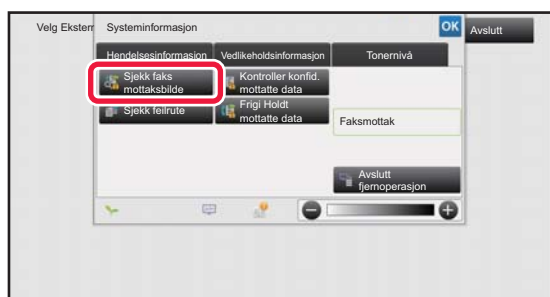 Velg Ekstern
Systeminformasjon
OK
Avslutt
Hendelsesinformasjon
Vedlikeholdsinformasjon
Tonernivå
Sjekk faks
mottaksbilde
Kontroller konfid.
mottatte data
Sjekk feilrute
Frigi Holdt
mottatte data
Faksmottak
Avslutt
fjernoperasjon